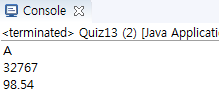 Console
<terminated> Quiz13 (2) [Java Applicatio
A
32767
98.54